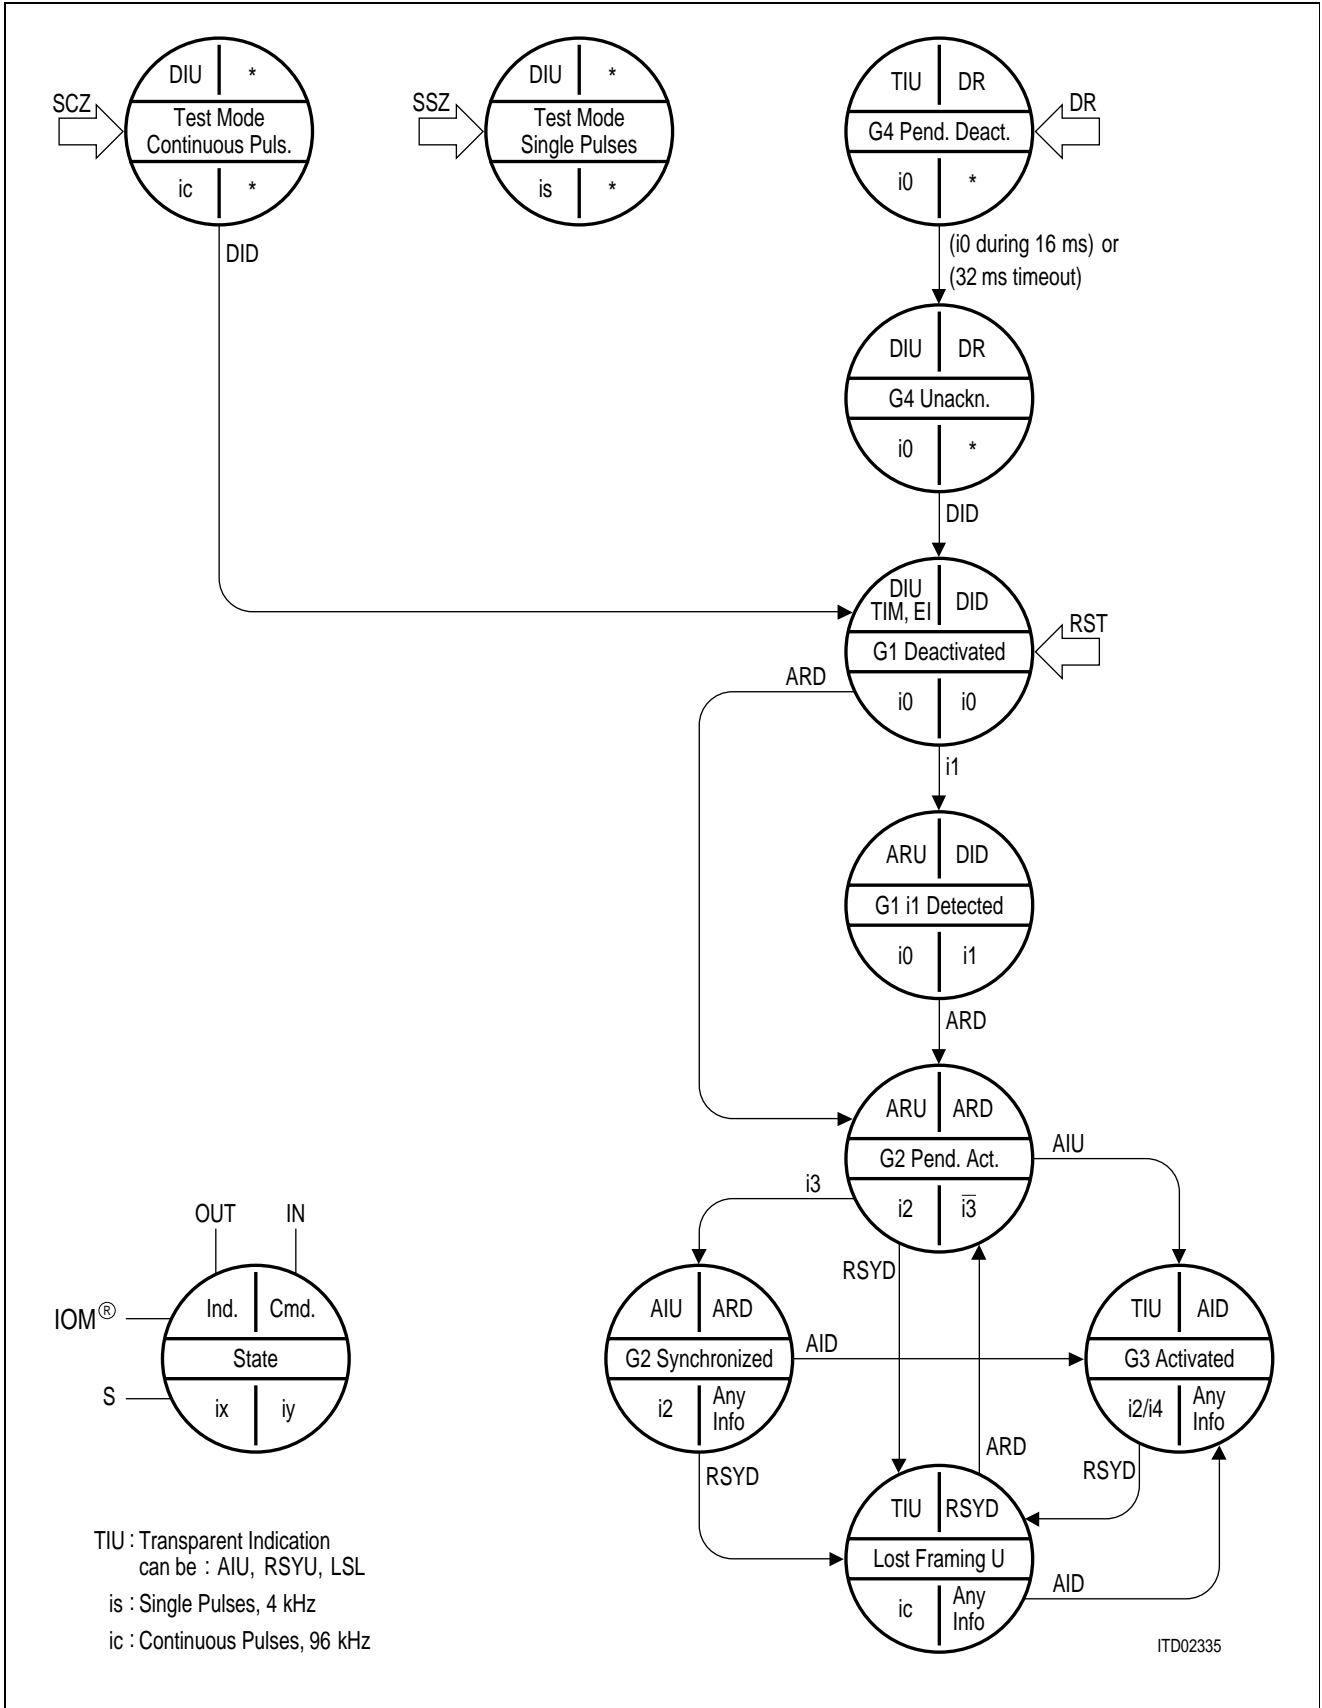 DIU *
SCZ
Test Mode
Continuous Puls.
ic *
DID
DIU *
SSZ
Test Mode
Single Pulses
is *
TIU DR
DR
G4 Pend. Deact.
i0 *
(i0 during 16 ms) or
(32 ms timeout)
DIU DR
G4 Unackn.
i0 *
DID
DIU
TIM, EI
DID
RST
G1 Deactivated
ARD
i0 i0
i1
ARU DID
G1 i1 Detected
i0 i1
ARD
ARU ARD
AIU
G2 Pend. Act.
i3
i2 i̅3̅
RSYD
ARD
AIU ARD
AID
G2 Synchronized
i2
Any
Info
RSYD
TIU AID
G3 Activated
i2/i4
Any
Info
RSYD
TIU RSYD
Lost Framing U
AID
ic
Any
Info
OUT IN
IOM®
Ind. Cmd.
State
S
ix iy
TIU : Transparent Indication
can be : AIU, RSYU, LSL
is : Single Pulses, 4 kHz
ic : Continuous Pulses, 96 kHz
ITD02335